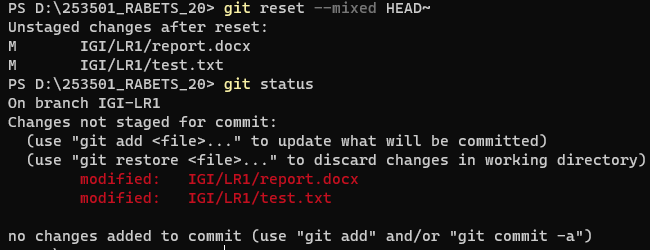 PS D:\253501_RABETS_20> git reset --mixed HEAD~
Unstaged changes after reset:
M       IGI/LR1/report.docx
M       IGI/LR1/test.txt
PS D:\253501_RABETS_20> git status
On branch IGI-LR1
Changes not staged for commit:
  (use "git add <file>..." to update what will be committed)
  (use "git restore <file>..." to discard changes in working directory)
        modified:   IGI/LR1/report.docx
        modified:   IGI/LR1/test.txt

no changes added to commit (use "git add" and/or "git commit -a")